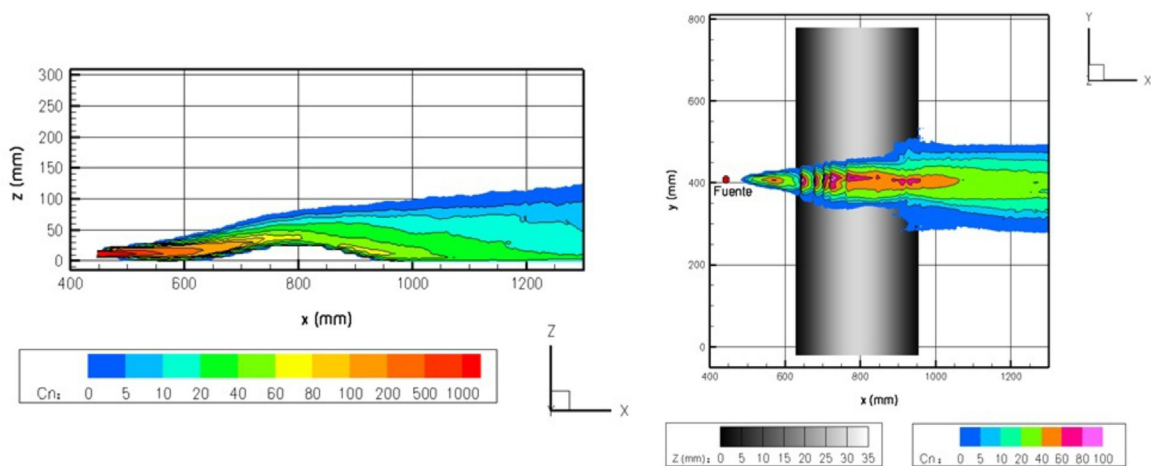 300
250
200
150
100
50
0
z (mm)
400 600 800 1000 1200
x (mm)
Cn: 0 5 10 20 40 60 80 100 200 500 1000
Z
Y
X
800
600
400
200
0
y (mm)
Fuente
400 600 800 1000 1200
x (mm)
Y
Z
X
Z (mm): 0 5 10 15 20 25 30 35
Cn: 0 5 10 20 40 60 80 100